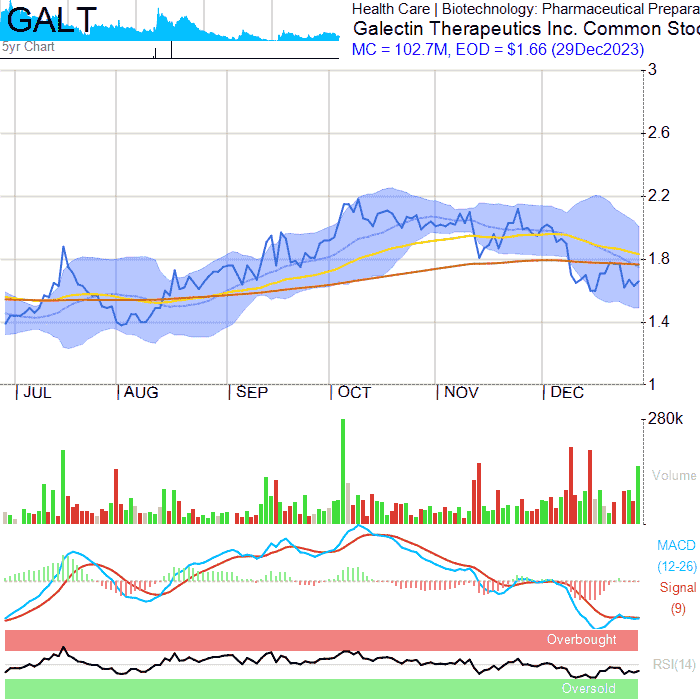 GALT
5yr Chart
Health Care | Biotechnology: Pharmaceutical Prepara
Galectin Therapeutics Inc. Common Stoc
MC = 102.7M, EOD = $1.66 (29Dec2023)
3
2.6
2.2
1.8
1.4
1
JUL AUG SEP OCT NOV DEC
280k
Volume
MACD
(12-26)
Signal
(9)
Overbought
RSI(14)
Oversold